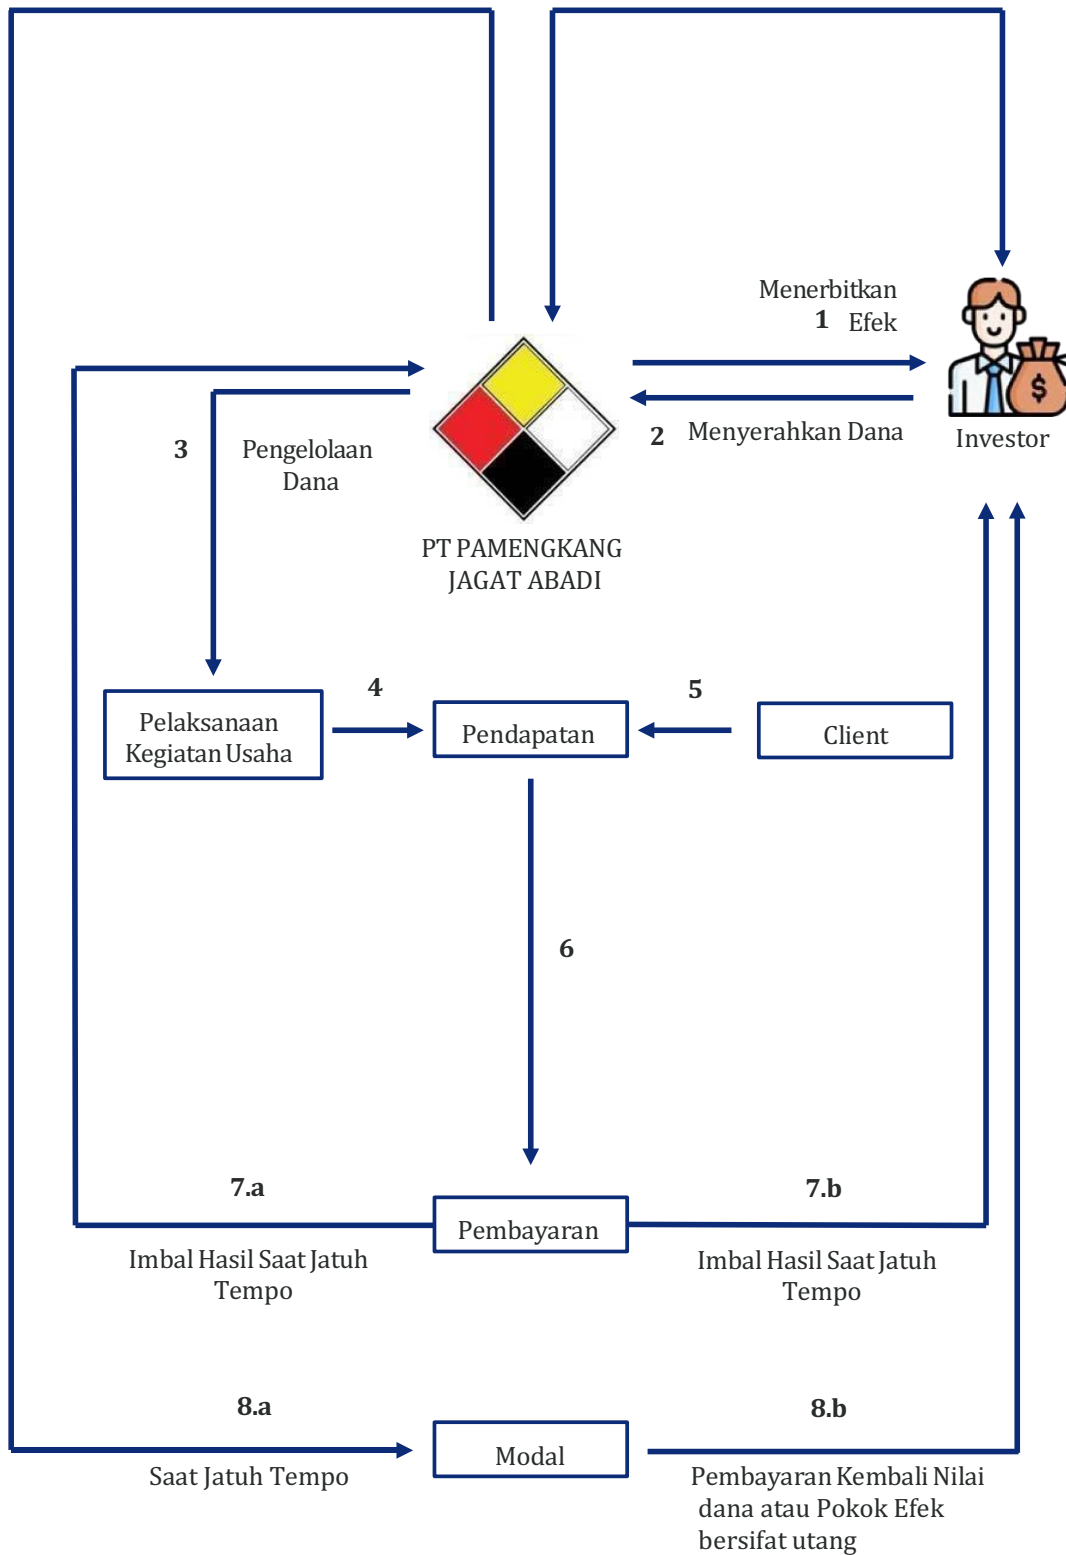 Menerbitkan
1 Efek
2 Menyerahkan Dana
Investor
3 Pengelolaan
Dana
PT PAMENGKANG
JAGAT ABADI
4
5
Pelaksanaan
Kegiatan Usaha
Pendapatan
Client
6
7.a
7.b
Pembayaran
Imbal Hasil Saat Jatuh
Tempo
Imbal Hasil Saat Jatuh
Tempo
8.a
8.b
Modal
Saat Jatuh Tempo
Pembayaran Kembali Nilai
dana atau Pokok Efek
bersifat utang
$